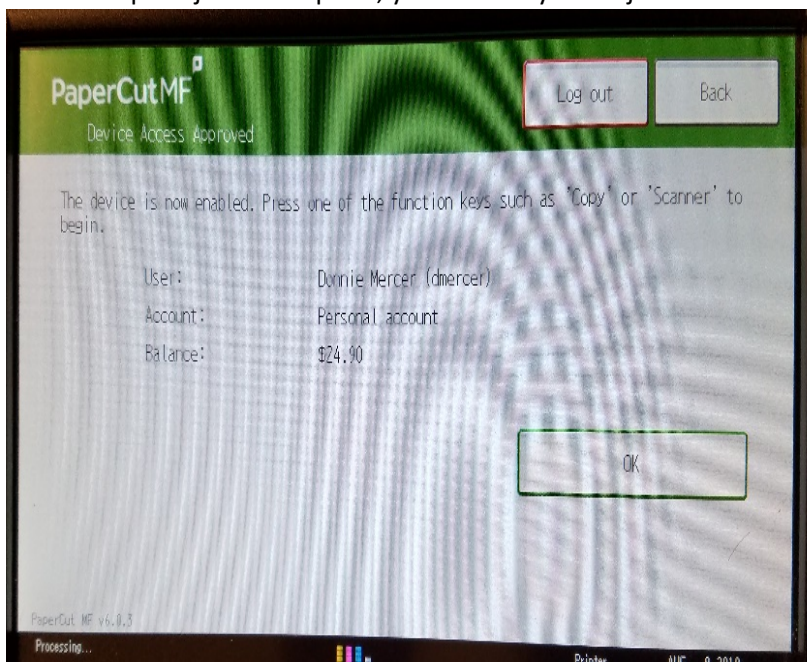 PaperCut MF
Device Access Approved
Log out
Back
The device is now enabled. Press one of the function keys such as 'Copy' or 'Scanner' to
begin.
User: Donnie Mercer (dmercer)
Account: Personal account
Balance: $24.90
OK
PaperCut MF v6.0.3
Processing...
Printer